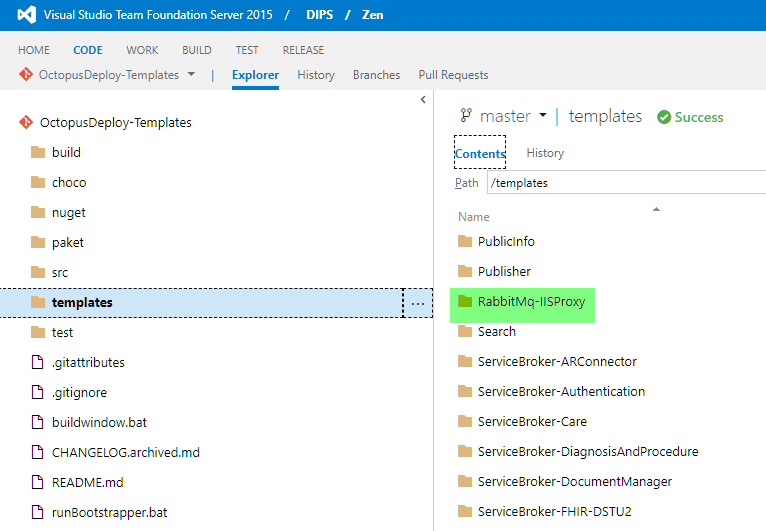 Visual Studio Team Foundation Server 2015 / DIPS / Zen
HOME CODE WORK BUILD TEST RELEASE
OctopusDeploy-Templates | Explorer History Branches Pull Requests
OctopusDeploy-Templates
build
choco
nuget
paket
src
templates ...
test
.gitattributes
.gitignore
buildwindow.bat
CHANGELOG.archived.md
README.md
runBootstrapper.bat
master | templates Success
Contents History
Path /templates
Name
PublicInfo
Publisher
RabbitMq-IISProxy
Search
ServiceBroker-ARConnector
ServiceBroker-Authentication
ServiceBroker-Care
ServiceBroker-DiagnosisAndProcedure
ServiceBroker-DocumentManager
ServiceBroker-FHIR-DSTU2